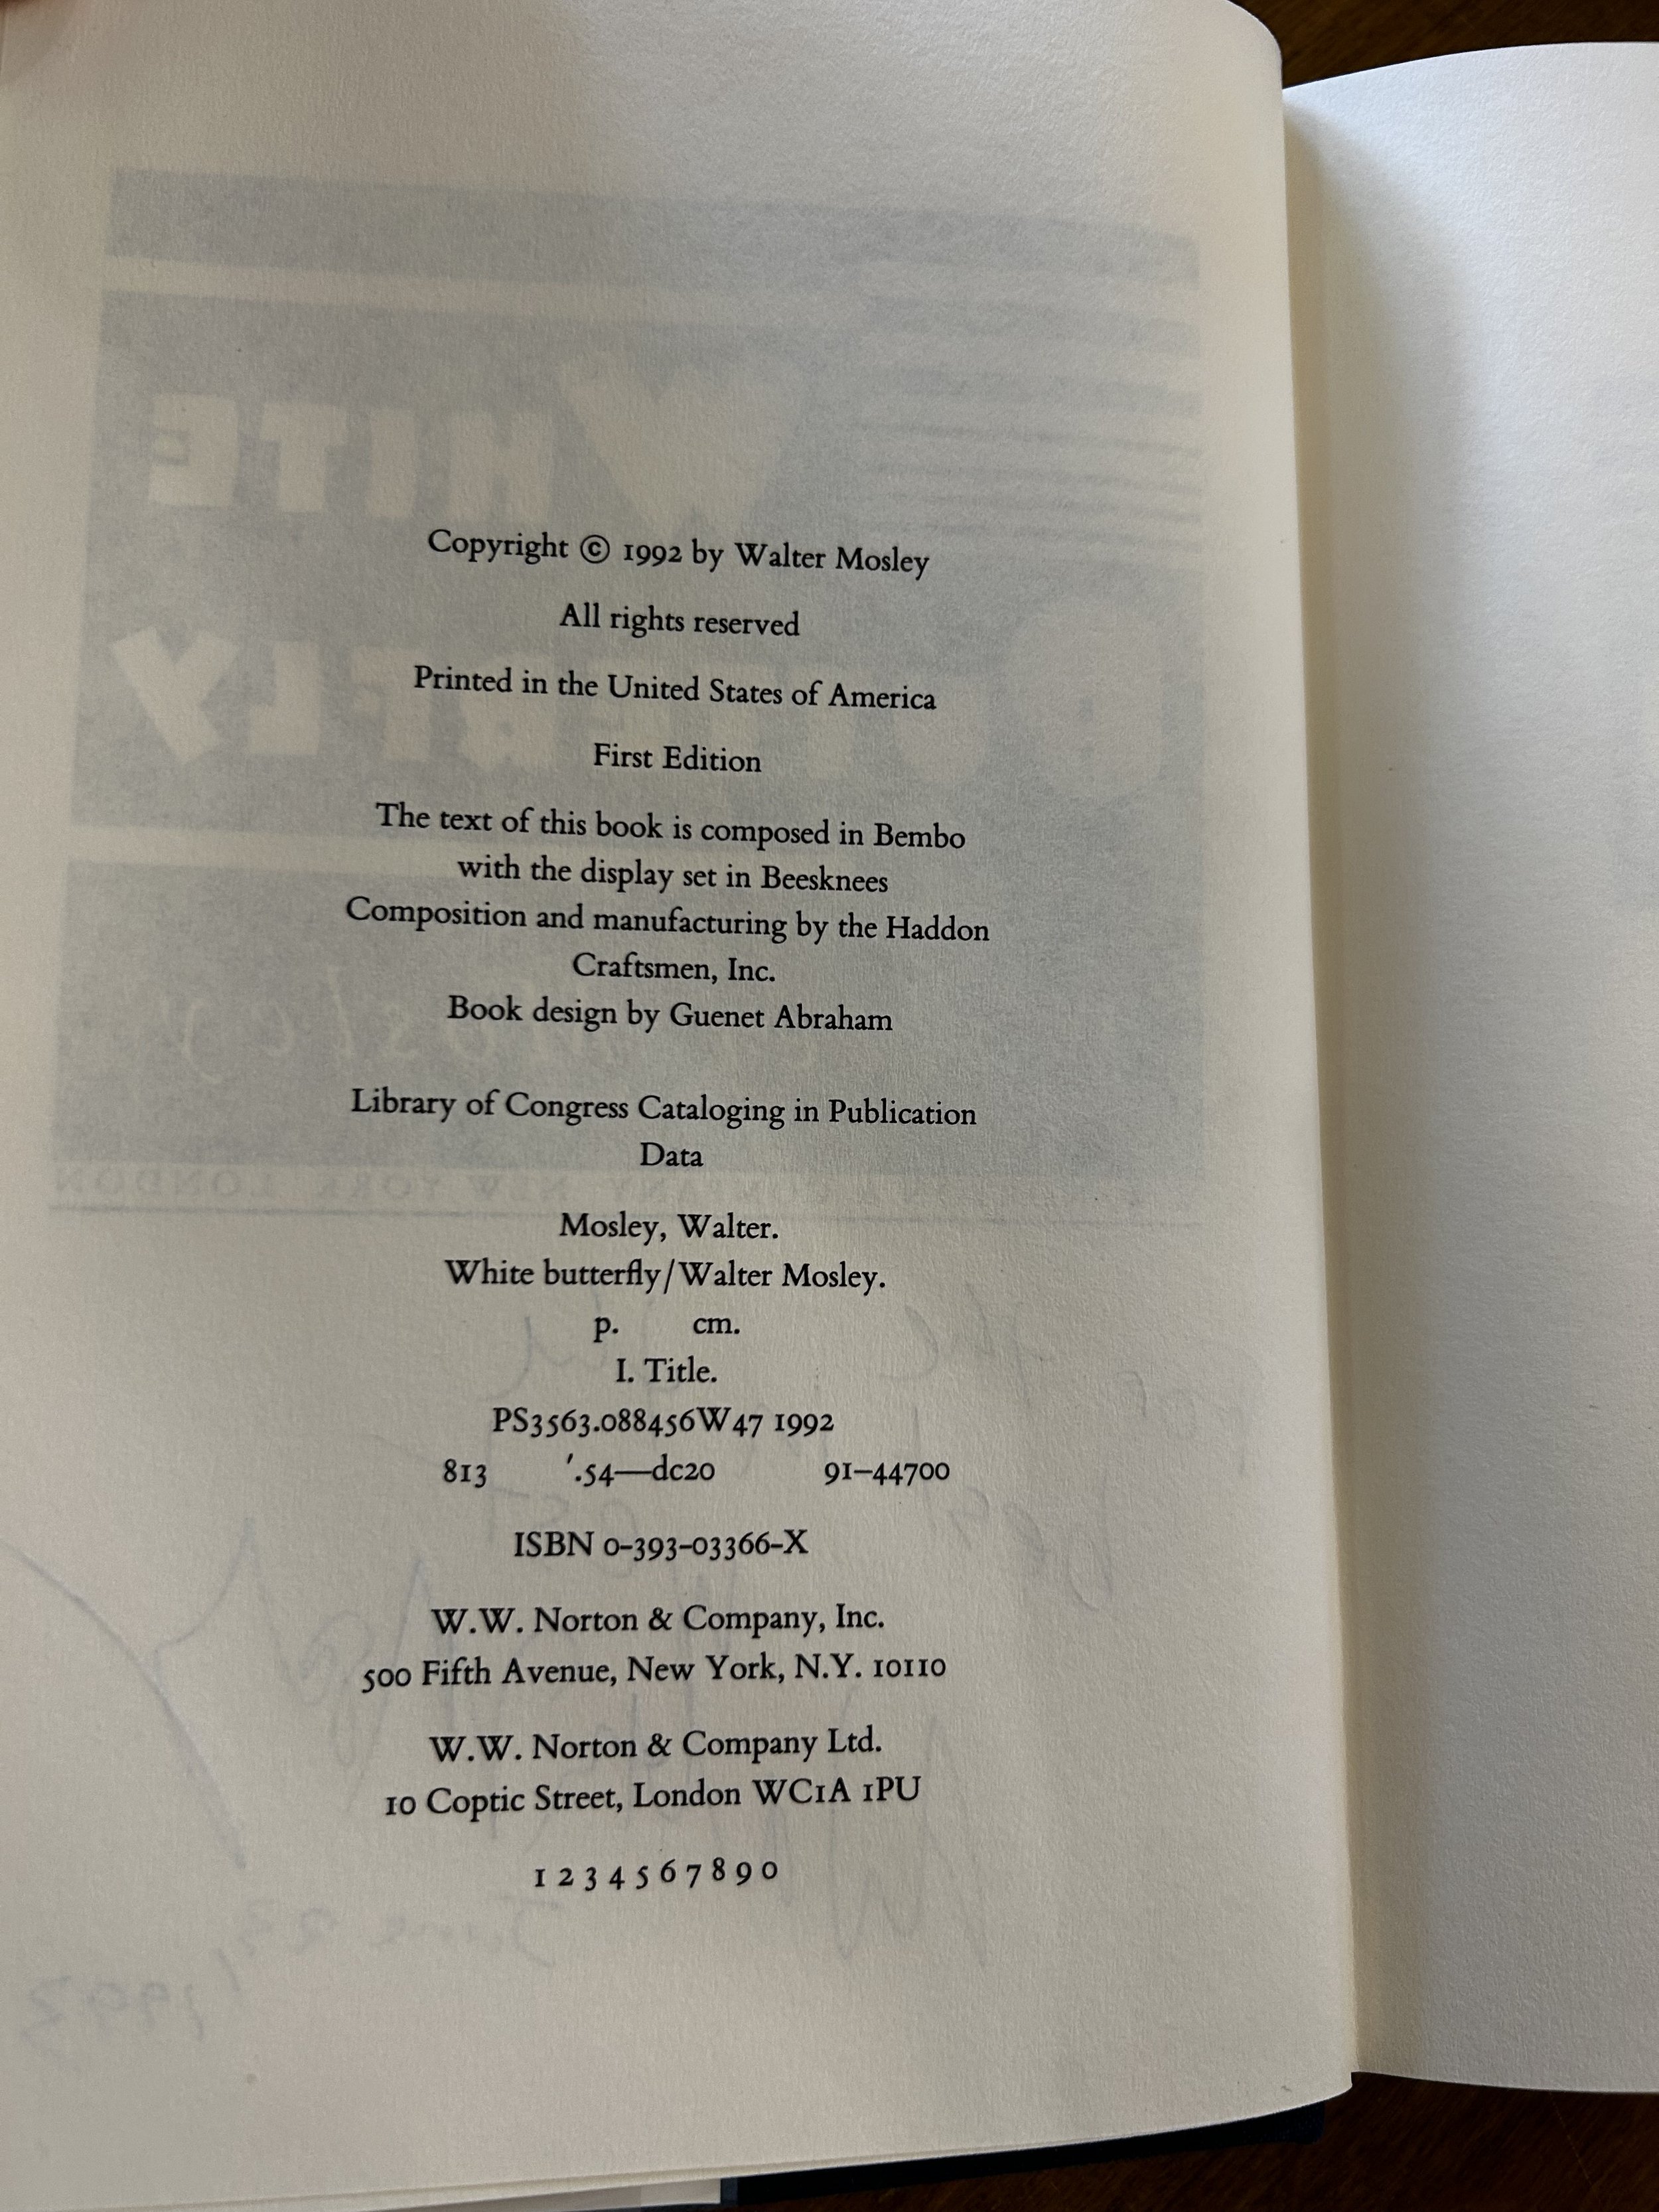 Copyright © 1992 by Walter Mosley
All rights reserved
Printed in the United States of America
First Edition
The text of this book is composed in Bembo
with the display set in Beesknees
Composition and manufacturing by the Haddon
Craftsmen, Inc.
Book design by Guenet Abraham
Library of Congress Cataloging in Publication
Data
Mosley, Walter.
White butterfly/Walter Mosley.
p. cm.
I. Title.
PS3563.088456W47 1992
813 '.54—dc20 91–44700
ISBN 0-393-03366-X
W.W. Norton & Company, Inc.
500 Fifth Avenue, New York, N.Y. 10110
W.W. Norton & Company Ltd.
10 Coptic Street, London WC1A 1PU
1 2 3 4 5 6 7 8 9 0